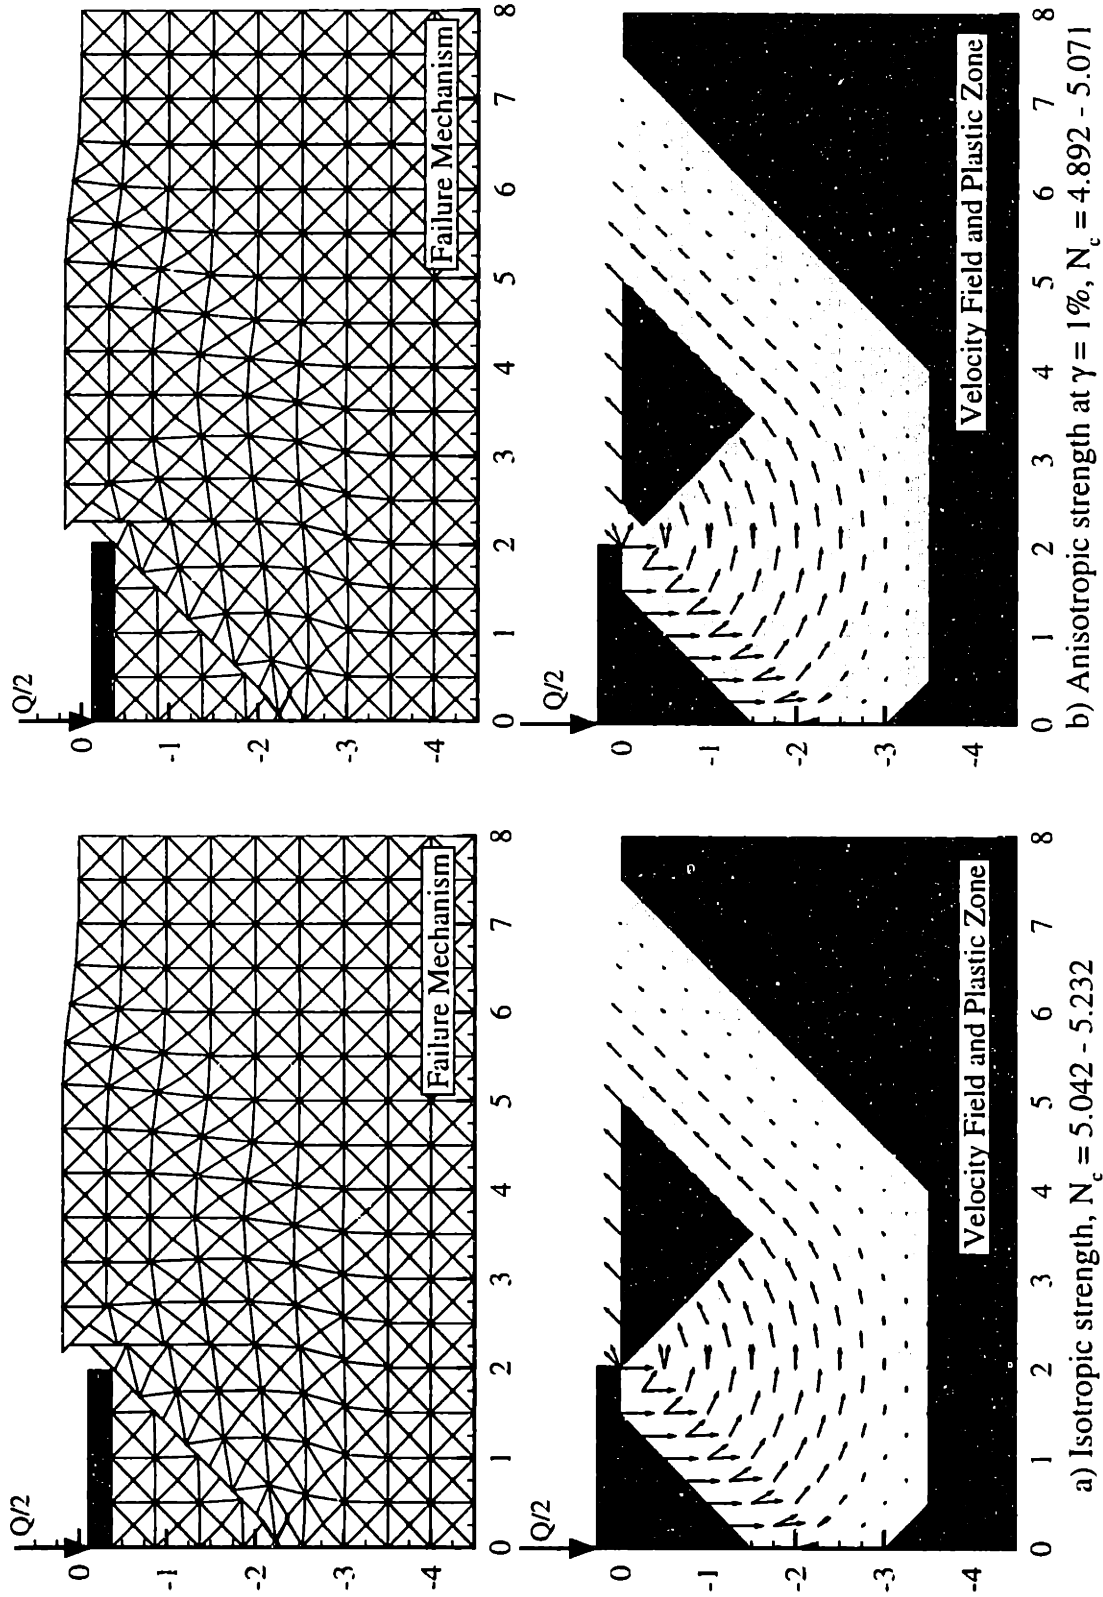 Q/2
0
-1
-2
-3
-4
0 1 2 3 4 5 6 7 8
Failure Mechanism
Q/2
0
-1
-2
-3
-4
0 1 2 3 4 5 6 7 8
Velocity Field and Plastic Zone
a) Isotropic strength, N_c = 5.042 - 5.232
Q/2
0
-1
-2
-3
-4
0 1 2 3 4 5 6 7 8
Failure Mechanism
Q/2
0
-1
-2
-3
-4
0 1 2 3 4 5 6 7 8
Velocity Field and Plastic Zone
b) Anisotropic strength at γ = 1%, N_c = 4.892 - 5.071